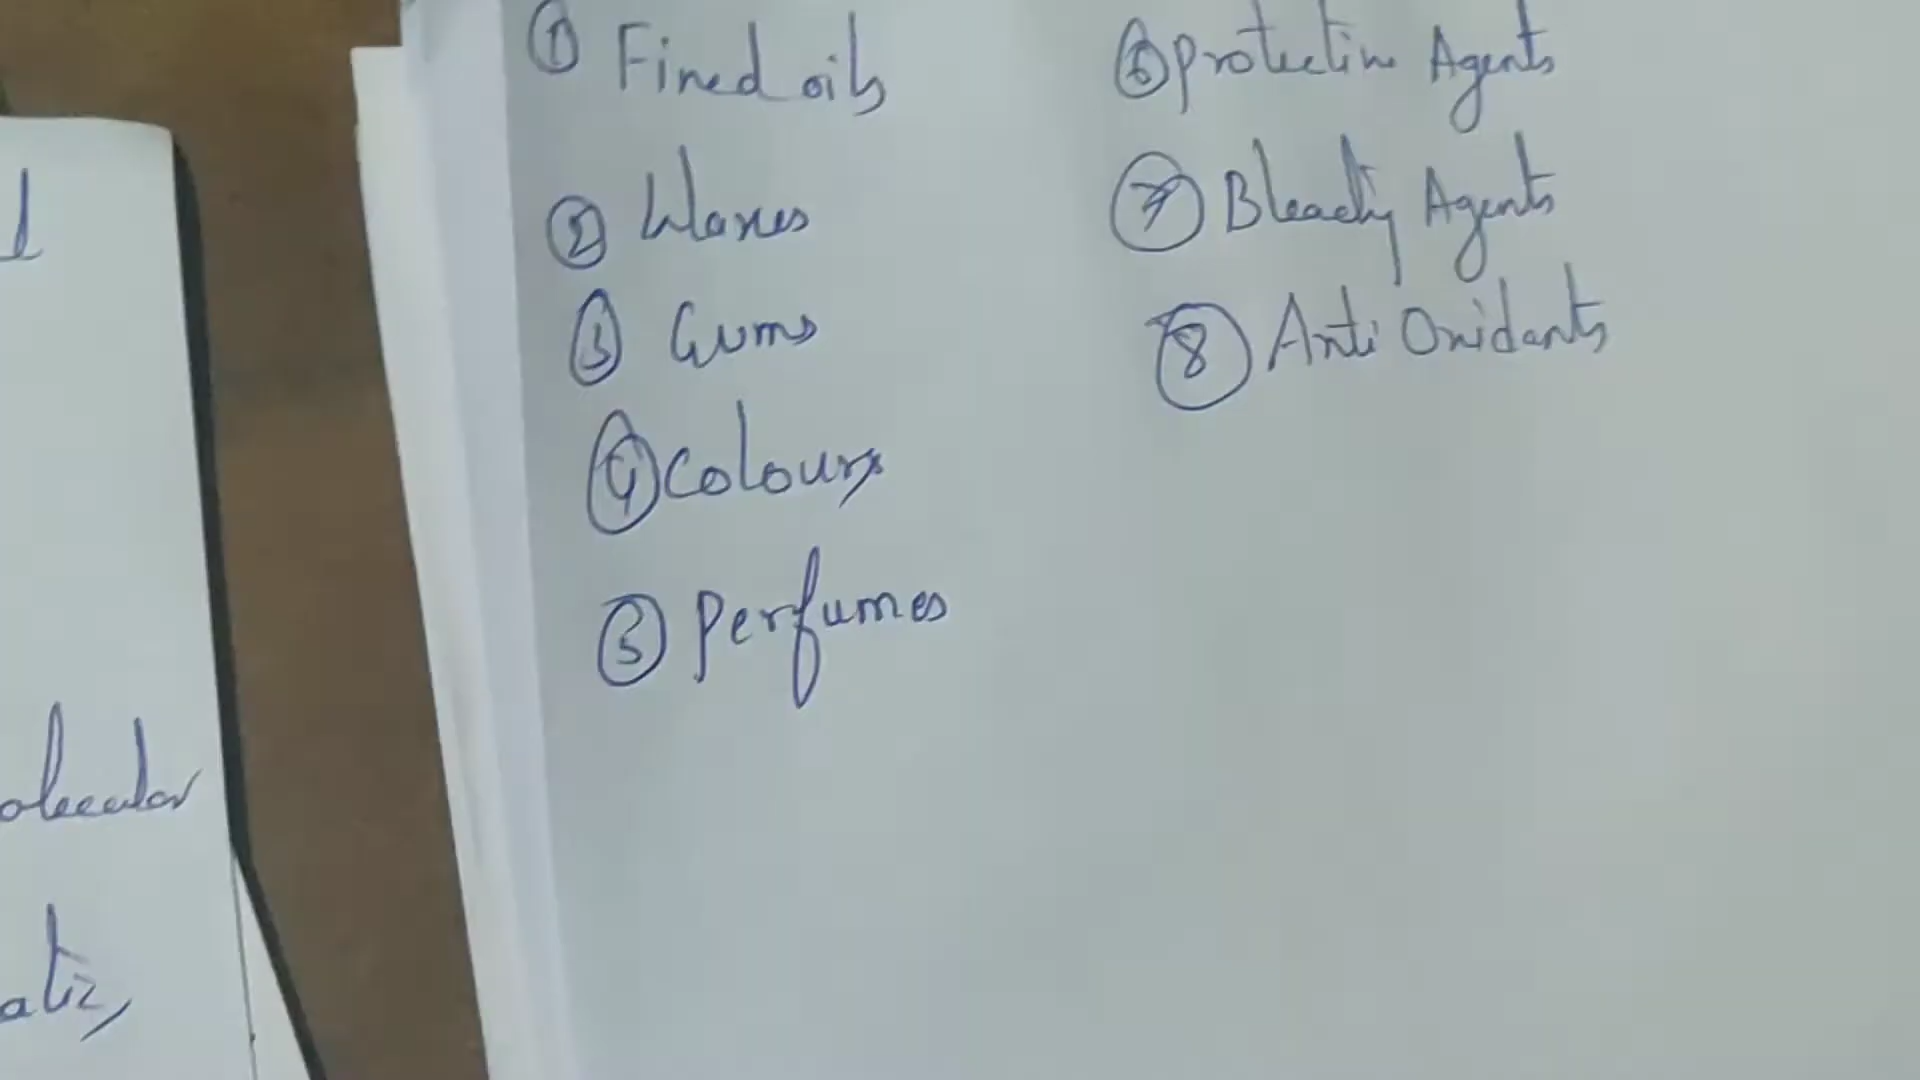 ① Fixed oils
② Waxes
③ Gums
④ Colours
⑤ Perfumes
⑥ Protective Agents
⑦ Bleaching Agents
⑧ Anti Oxidants
olecular